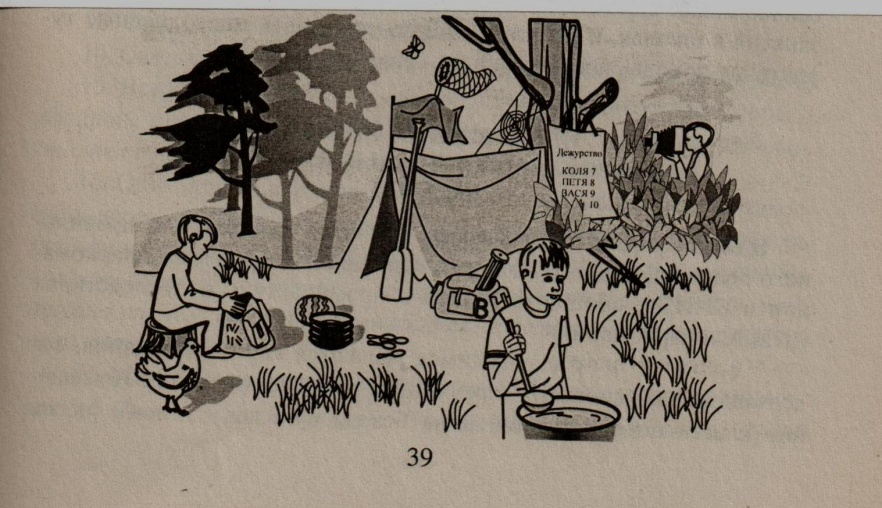 Дежурство
КОЛЯ 7
ПЕТЯ 8
ВАСЯ 9
10
В
39